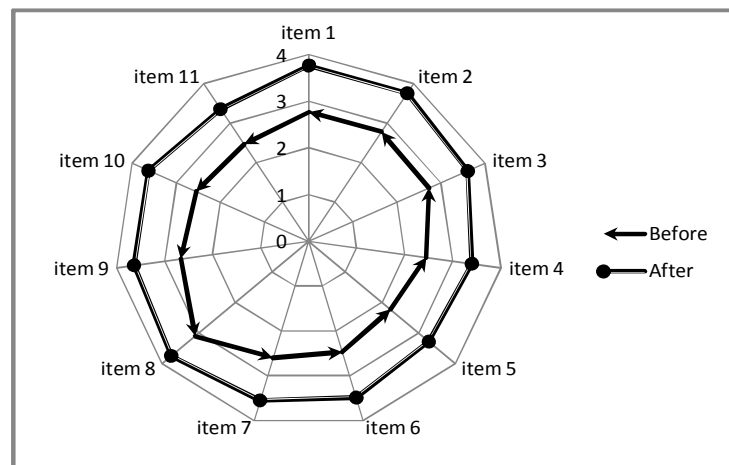 item 1
4
item 11
item 2
3
item 10
item 3
2
1
Before
0
item 9
item 4
After
item 8
item 5
item 7
item 6